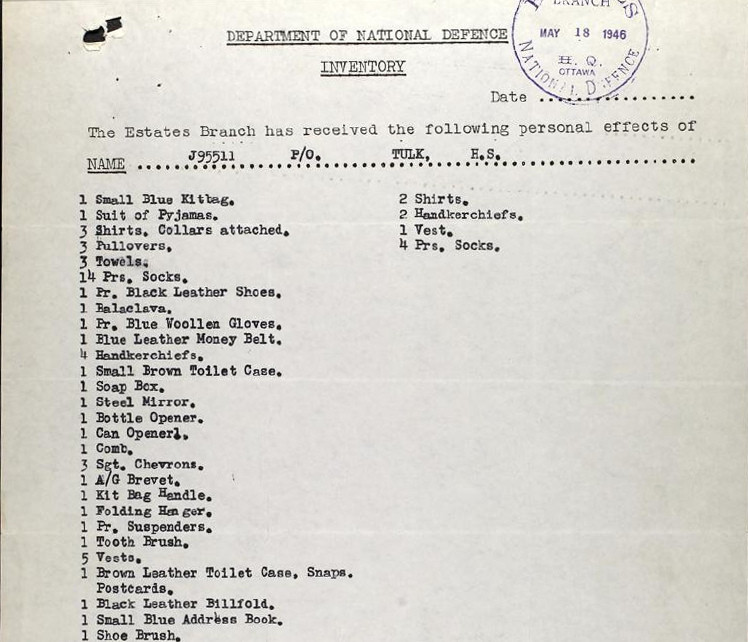 DEPARTMENT OF NATIONAL DEFENCE
INVENTORY
BRANCH
MAY 18 1946
H. Q.
OTTAWA
NATIONAL DEFENCE
Date ....................
The Estates Branch has received the following personal effects of
NAME J95511 P/O. TULK, H.S.
1 Small Blue Kitbag.
1 Suit of Pyjamas.
3 Shirts. Collars attached.
3 Pullovers.
3 Towels.
14 Prs. Socks.
1 Pr. Black Leather Shoes.
1 Balaclava.
1 Pr. Blue Woollen Gloves.
1 Blue Leather Money Belt.
4 Handkerchiefs.
1 Small Brown Toilet Case.
1 Soap Box.
1 Steel Mirror.
1 Bottle Opener.
1 Can Opener.
1 Comb.
3 Sgt. Chevrons.
1 A/G Brevet.
1 Kit Bag Handle.
1 Folding Hanger.
1 Pr. Suspenders.
1 Tooth Brush.
5 Vests.
1 Brown Leather Toilet Case, Snaps.
Postcards.
1 Black Leather Billfold.
1 Small Blue Address Book.
1 Shoe Brush.
2 Shirts.
2 Handkerchiefs.
1 Vest.
4 Prs. Socks.